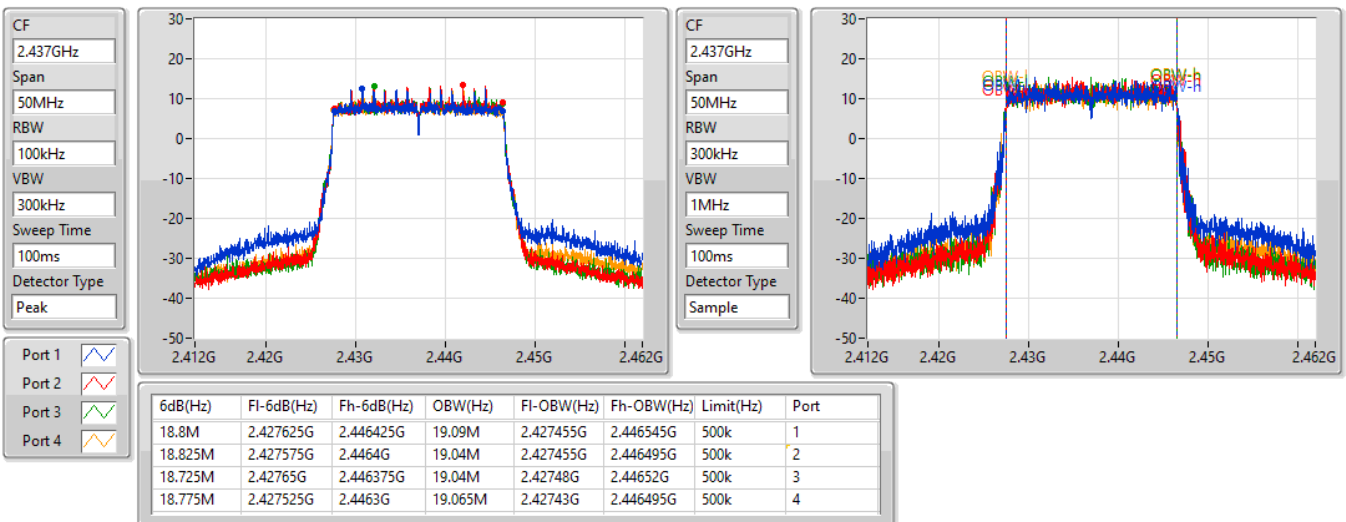 CF
2.437GHz
Span
50MHz
RBW
100kHz
VBW
300kHz
Sweep Time
100ms
Detector Type
Peak
30
20
10
0
-10
-20
-30
-40
-50
2.412G 2.42G 2.43G 2.44G 2.45G 2.462G
CF
2.437GHz
Span
50MHz
RBW
300kHz
VBW
1MHz
Sweep Time
100ms
Detector Type
Sample
30
20
10
0
-10
-20
-30
-40
-50
OBW-h
2.412G 2.42G 2.43G 2.44G 2.45G 2.462G
Port 1
Port 2
Port 3
Port 4
6dB(Hz) Fl-6dB(Hz) Fh-6dB(Hz) OBW(Hz) Fl-OBW(Hz) Fh-OBW(Hz) Limit(Hz) Port
18.8M 2.427625G 2.446425G 19.09M 2.427455G 2.446545G 500k 1
18.825M 2.427575G 2.4464G 19.04M 2.427455G 2.446495G 500k 2
18.725M 2.42765G 2.446375G 19.04M 2.42748G 2.44652G 500k 3
18.775M 2.427525G 2.4463G 19.065M 2.42743G 2.446495G 500k 4